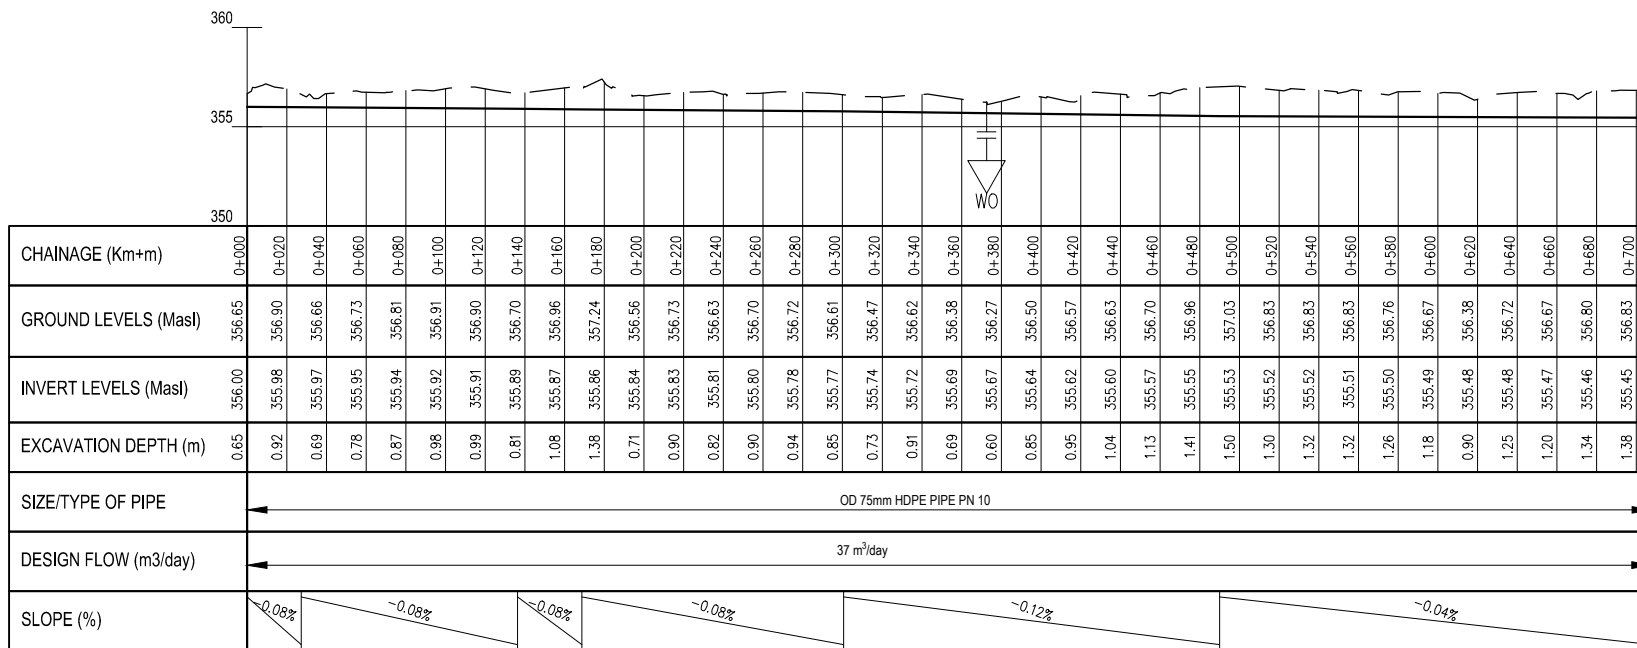 360
355
350
WO
CHAINAGE (Km+m) 0+000 0+020 0+040 0+060 0+080 0+100 0+120 0+140 0+160 0+180 0+200 0+220 0+240 0+260 0+280 0+300 0+320 0+340 0+360 0+380 0+400 0+420 0+440 0+460 0+480 0+500 0+520 0+540 0+560 0+580 0+600 0+620 0+640 0+660 0+680 0+700
GROUND LEVELS (Masl) 356.65 356.90 356.66 356.73 356.81 356.91 356.90 356.70 356.96 357.24 356.56 356.73 356.63 356.70 356.72 356.61 356.47 356.62 356.38 356.27 356.50 356.57 356.63 356.70 356.96 357.03 356.83 356.83 356.83 356.76 356.67 356.38 356.72 356.67 356.80 356.83
INVERT LEVELS (Masl) 356.00 355.98 355.97 355.95 355.94 355.92 355.91 355.89 355.87 355.86 355.84 355.83 355.81 355.80 355.78 355.77 355.74 355.72 355.69 355.67 355.64 355.62 355.60 355.57 355.55 355.53 355.52 355.52 355.51 355.50 355.49 355.48 355.48 355.47 355.46 355.45
EXCAVATION DEPTH (m) 0.65 0.92 0.69 0.78 0.87 0.98 0.99 0.81 1.08 1.38 0.71 0.90 0.82 0.90 0.94 0.85 0.73 0.91 0.69 0.60 0.85 0.95 1.04 1.13 1.41 1.50 1.30 1.32 1.32 1.26 1.18 0.90 1.25 1.20 1.34 1.38
SIZE/TYPE OF PIPE OD 75mm HDPE PIPE PN 10
DESIGN FLOW (m3/day) 37 m³/day
SLOPE (%) -0.08% -0.08% -0.08% -0.08% -0.12% -0.04%